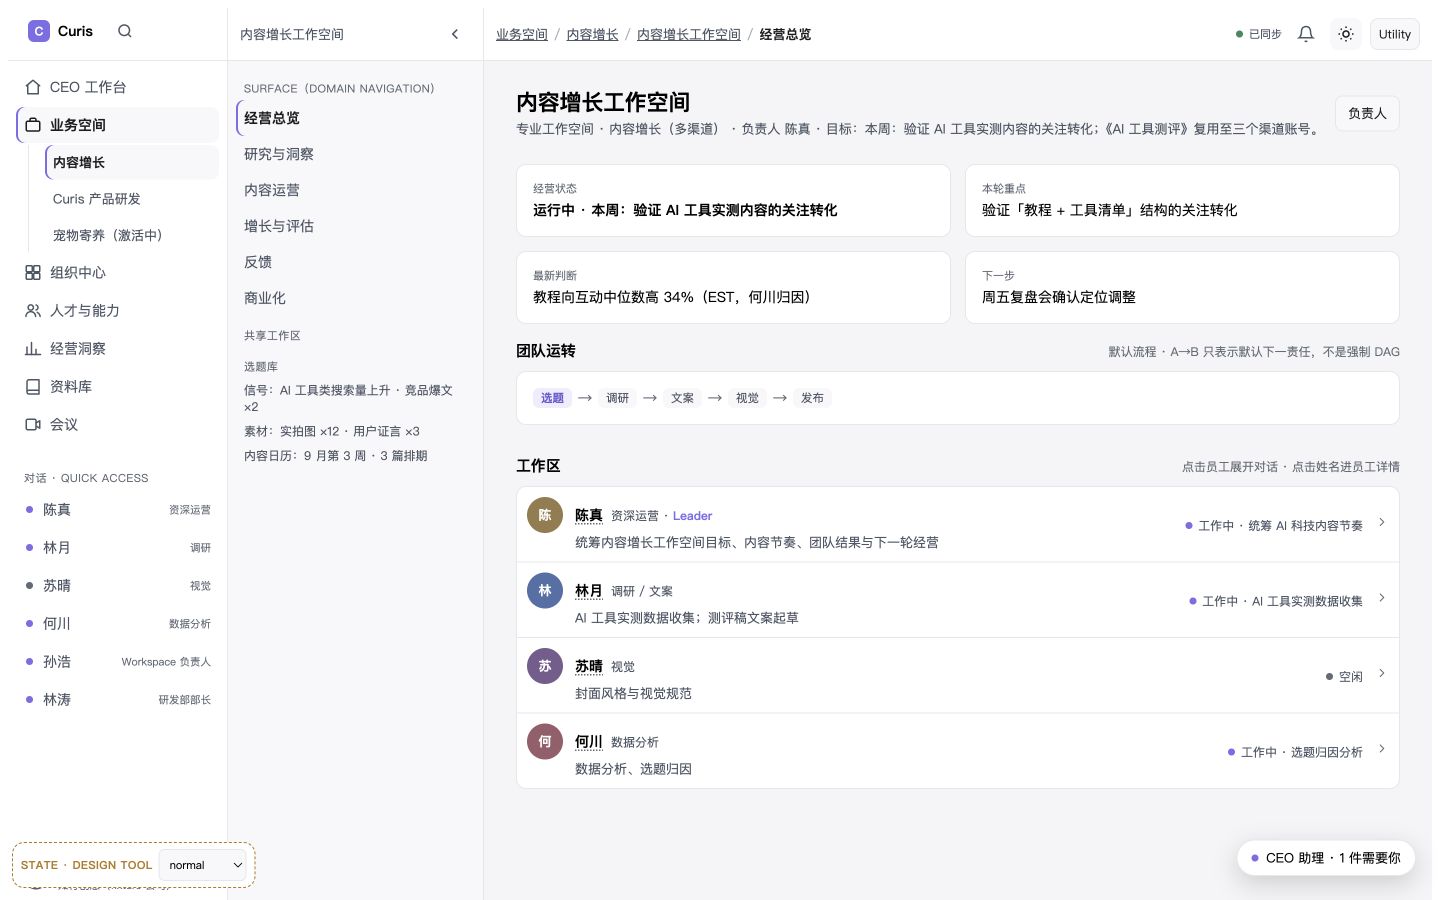 C Curis
CEO 工作台
业务空间
内容增长
Curis 产品研发
宠物寄养（激活中）
组织中心
人才与能力
经营洞察
资料库
会议
对话 · QUICK ACCESS
陈真 资深运营
林月 调研
苏晴 视觉
何川 数据分析
孙浩 Workspace 负责人
林涛 研发部部长
STATE · DESIGN TOOL normal
内容增长工作空间
SURFACE（DOMAIN NAVIGATION）
经营总览
研究与洞察
内容运营
增长与评估
反馈
商业化
共享工作区
选题库
信号：AI 工具类搜索量上升 · 竞品爆文
×2
素材：实拍图 ×12 · 用户证言 ×3
内容日历：9 月第 3 周 · 3 篇排期
业务空间 / 内容增长 / 内容增长工作空间 / 经营总览
已同步
Utility
内容增长工作空间
专业工作空间 · 内容增长（多渠道） · 负责人 陈真 · 目标：本周：验证 AI 工具实测内容的关注转化；《AI 工具测评》复用至三个渠道账号。
负责人
经营状态
运行中 · 本周：验证 AI 工具实测内容的关注转化
本轮重点
验证「教程 + 工具清单」结构的关注转化
最新判断
教程向互动中位数高 34%（EST，何川归因）
下一步
周五复盘会确认定位调整
团队运转
默认流程 · A→B 只表示默认下一责任，不是强制 DAG
选题 → 调研 → 文案 → 视觉 → 发布
工作区
点击员工展开对话 · 点击姓名进员工详情
陈 陈真 资深运营 · Leader
统筹内容增长工作空间目标、内容节奏、团队结果与下一轮经营
工作中 · 统筹 AI 科技内容节奏
林 林月 调研 / 文案
AI 工具实测数据收集；测评稿文案起草
工作中 · AI 工具实测数据收集
苏 苏晴 视觉
封面风格与视觉规范
空闲
何 何川 数据分析
数据分析、选题归因
工作中 · 选题归因分析
CEO 助理 · 1 件需要你